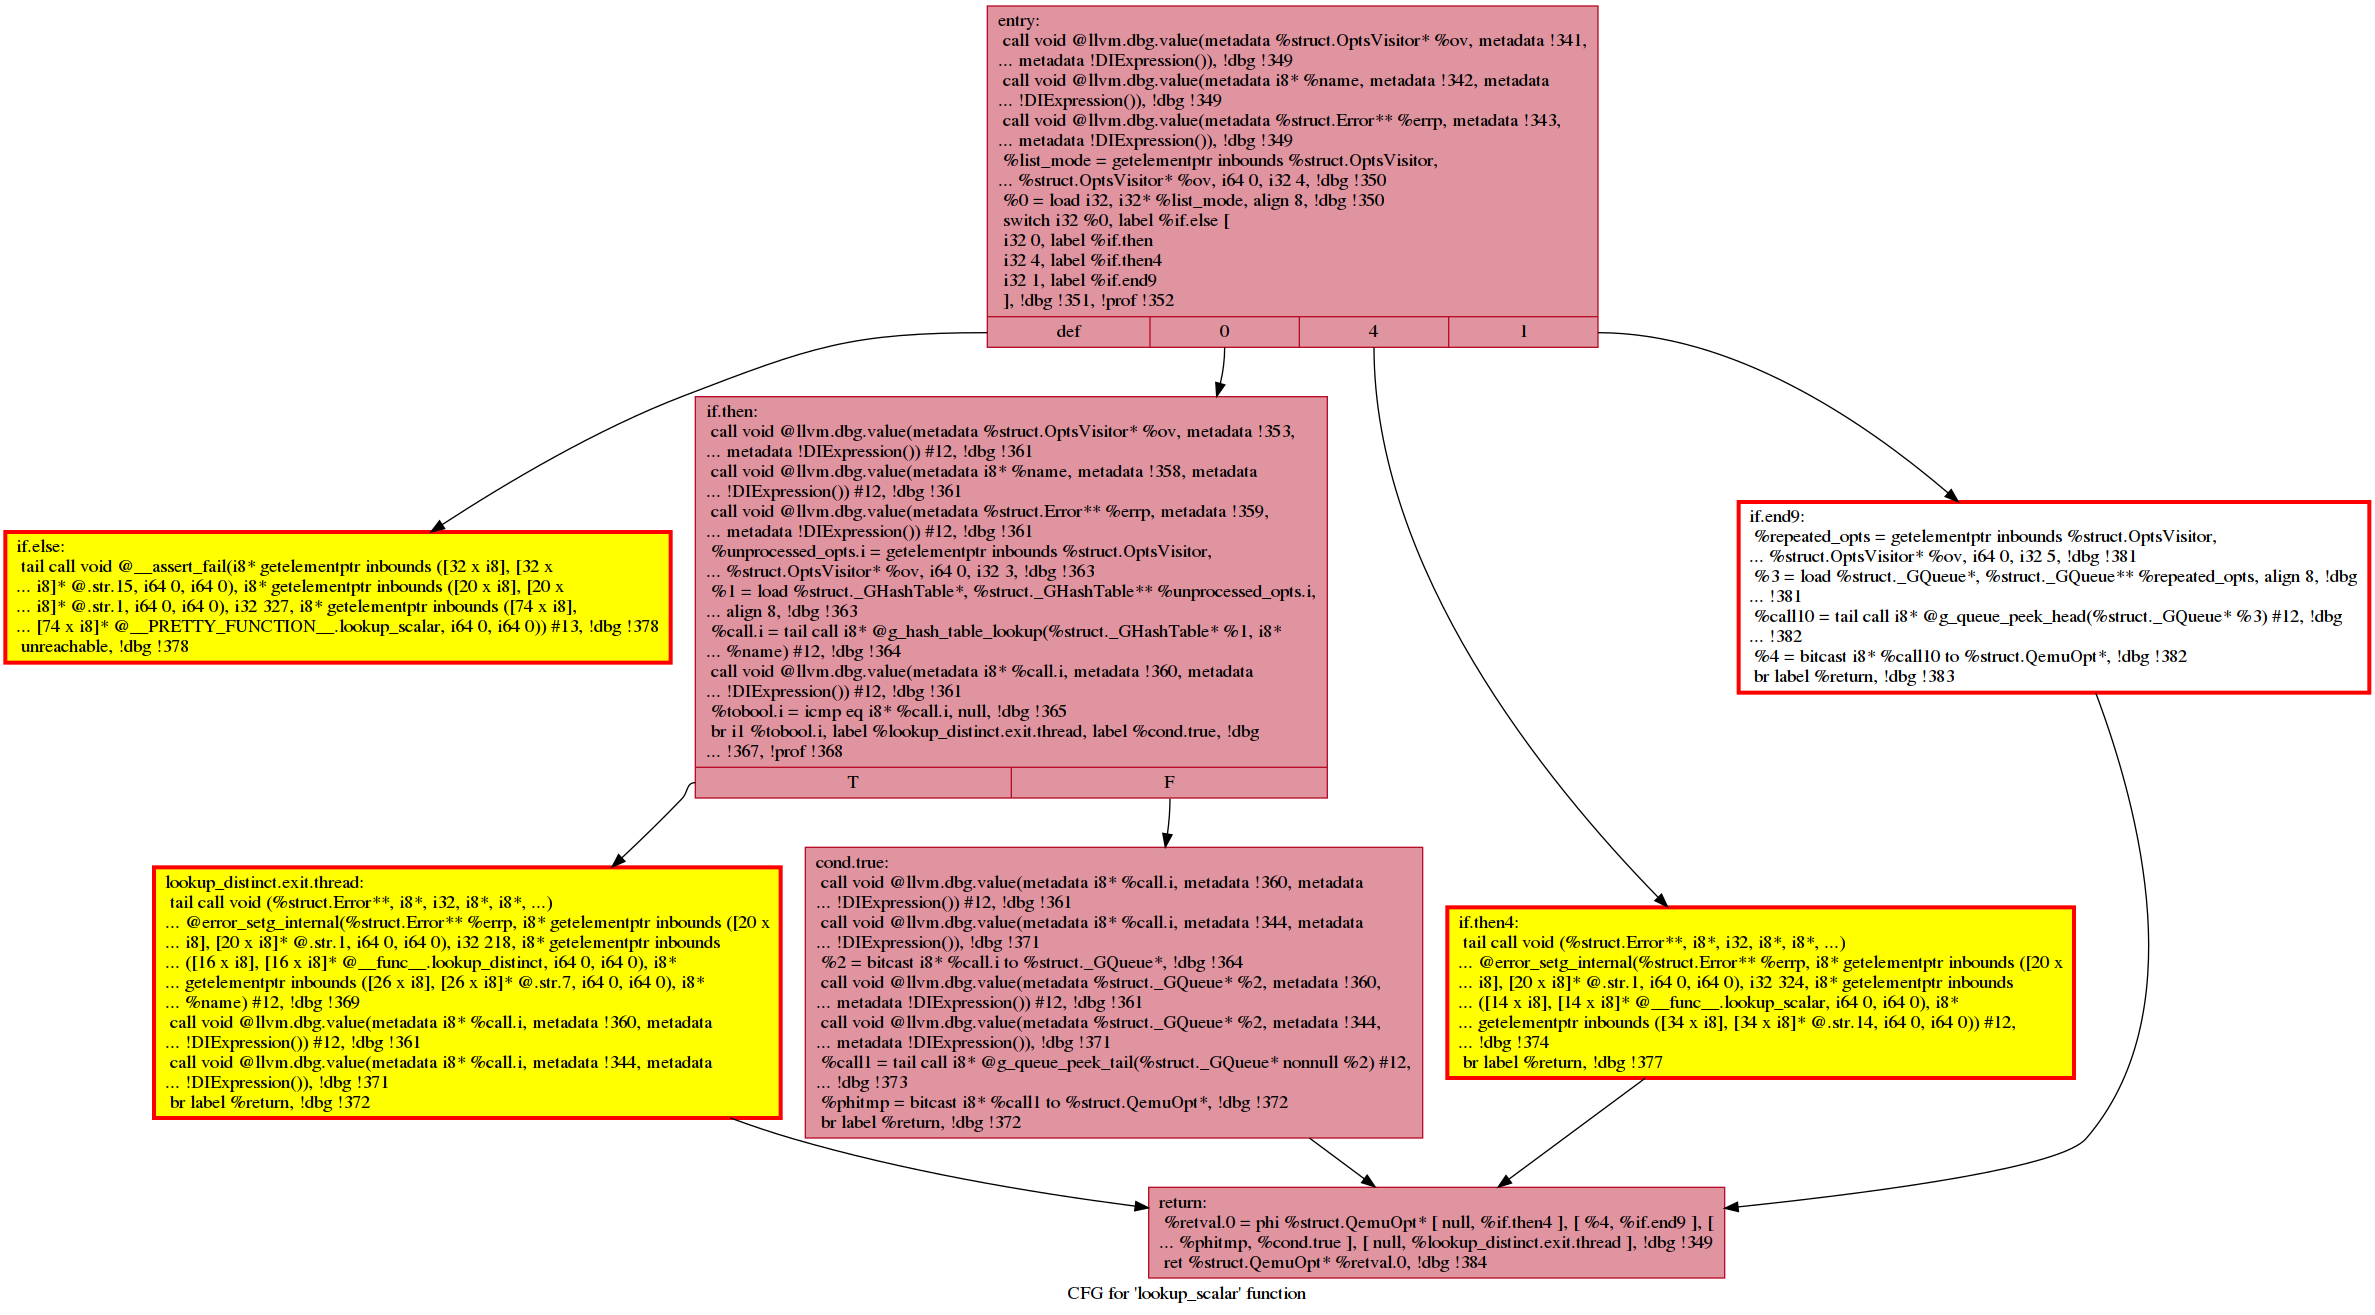 entry:
call void @llvm.dbg.value(metadata %struct.OptsVisitor* %ov, metadata !341,
... metadata !DIExpression()), !dbg !349
call void @llvm.dbg.value(metadata i8* %name, metadata !342, metadata
... !DIExpression()), !dbg !349
call void @llvm.dbg.value(metadata %struct.Error** %errp, metadata !343,
... metadata !DIExpression()), !dbg !349
%list_mode = getelementptr inbounds %struct.OptsVisitor,
... %struct.OptsVisitor* %ov, i64 0, i32 4, !dbg !350
%0 = load i32, i32* %list_mode, align 8, !dbg !350
switch i32 %0, label %if.else [
i32 0, label %if.then
i32 4, label %if.then4
i32 1, label %if.end9
], !dbg !351, !prof !352
def 0 4 1
if.then:
call void @llvm.dbg.value(metadata %struct.OptsVisitor* %ov, metadata !353,
... metadata !DIExpression()) #12, !dbg !361
call void @llvm.dbg.value(metadata i8* %name, metadata !358, metadata
... !DIExpression()) #12, !dbg !361
call void @llvm.dbg.value(metadata %struct.Error** %errp, metadata !359,
... metadata !DIExpression()) #12, !dbg !361
%unprocessed_opts.i = getelementptr inbounds %struct.OptsVisitor,
... %struct.OptsVisitor* %ov, i64 0, i32 3, !dbg !363
%1 = load %struct._GHashTable*, %struct._GHashTable** %unprocessed_opts.i,
... align 8, !dbg !363
%call.i = tail call i8* @g_hash_table_lookup(%struct._GHashTable* %1, i8*
... %name) #12, !dbg !364
call void @llvm.dbg.value(metadata i8* %call.i, metadata !360, metadata
... !DIExpression()) #12, !dbg !361
%tobool.i = icmp eq i8* %call.i, null, !dbg !365
br i1 %tobool.i, label %lookup_distinct.exit.thread, label %cond.true, !dbg
... !367, !prof !368
T F
if.else:
tail call void @__assert_fail(i8* getelementptr inbounds ([32 x i8], [32 x
... i8]* @.str.15, i64 0, i64 0), i8* getelementptr inbounds ([20 x i8], [20 x
... i8]* @.str.1, i64 0, i64 0), i32 327, i8* getelementptr inbounds ([74 x i8],
... [74 x i8]* @__PRETTY_FUNCTION__.lookup_scalar, i64 0, i64 0)) #13, !dbg !378
unreachable, !dbg !378
if.end9:
%repeated_opts = getelementptr inbounds %struct.OptsVisitor,
... %struct.OptsVisitor* %ov, i64 0, i32 5, !dbg !381
%3 = load %struct._GQueue*, %struct._GQueue** %repeated_opts, align 8, !dbg
... !381
%call10 = tail call i8* @g_queue_peek_head(%struct._GQueue* %3) #12, !dbg
... !382
%4 = bitcast i8* %call10 to %struct.QemuOpt*, !dbg !382
br label %return, !dbg !383
lookup_distinct.exit.thread:
tail call void (%struct.Error**, i8*, i32, i8*, i8*, ...)
... @error_setg_internal(%struct.Error** %errp, i8* getelementptr inbounds ([20 x
... i8], [20 x i8]* @.str.1, i64 0, i64 0), i32 218, i8* getelementptr inbounds
... ([16 x i8], [16 x i8]* @__func__.lookup_distinct, i64 0, i64 0), i8*
... getelementptr inbounds ([26 x i8], [26 x i8]* @.str.7, i64 0, i64 0), i8*
... %name) #12, !dbg !369
call void @llvm.dbg.value(metadata i8* %call.i, metadata !360, metadata
... !DIExpression()) #12, !dbg !361
call void @llvm.dbg.value(metadata i8* %call.i, metadata !344, metadata
... !DIExpression()), !dbg !371
br label %return, !dbg !372
cond.true:
call void @llvm.dbg.value(metadata i8* %call.i, metadata !360, metadata
... !DIExpression()) #12, !dbg !361
call void @llvm.dbg.value(metadata i8* %call.i, metadata !344, metadata
... !DIExpression()), !dbg !371
%2 = bitcast i8* %call.i to %struct._GQueue*, !dbg !364
call void @llvm.dbg.value(metadata %struct._GQueue* %2, metadata !360,
... metadata !DIExpression()) #12, !dbg !361
call void @llvm.dbg.value(metadata %struct._GQueue* %2, metadata !344,
... metadata !DIExpression()), !dbg !371
%call1 = tail call i8* @g_queue_peek_tail(%struct._GQueue* nonnull %2) #12,
... !dbg !373
%phitmp = bitcast i8* %call1 to %struct.QemuOpt*, !dbg !372
br label %return, !dbg !372
if.then4:
tail call void (%struct.Error**, i8*, i32, i8*, i8*, ...)
... @error_setg_internal(%struct.Error** %errp, i8* getelementptr inbounds ([20 x
... i8], [20 x i8]* @.str.1, i64 0, i64 0), i32 324, i8* getelementptr inbounds
... ([14 x i8], [14 x i8]* @__func__.lookup_scalar, i64 0, i64 0), i8*
... getelementptr inbounds ([34 x i8], [34 x i8]* @.str.14, i64 0, i64 0)) #12,
... !dbg !374
br label %return, !dbg !377
return:
%retval.0 = phi %struct.QemuOpt* [ null, %if.then4 ], [ %4, %if.end9 ], [
... %phitmp, %cond.true ], [ null, %lookup_distinct.exit.thread ], !dbg !349
ret %struct.QemuOpt* %retval.0, !dbg !384
CFG for 'lookup_scalar' function